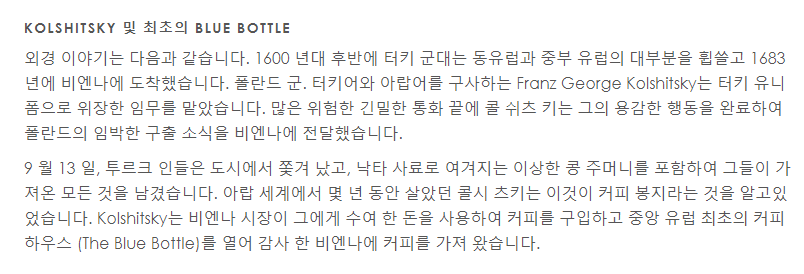 KOLSHITSKY 및 최초의 BLUE BOTTLE
외경 이야기는 다음과 같습니다. 1600 년대 후반에 터키 군대는 동유럽과 중부 유럽의 대부분을 휩쓸고 1683
년에 비엔나에 도착했습니다. 폴란드 군. 터키어와 아랍어를 구사하는 Franz George Kolshitsky는 터키 유니
폼으로 위장한 임무를 맡았습니다. 많은 위험한 긴밀한 통화 끝에 콜 쉬츠 키는 그의 용감한 행동을 완료하여
폴란드의 임박한 구출 소식을 비엔나에 전달했습니다.
9 월 13 일, 투르크 인들은 도시에서 쫓겨 났고, 낙타 사료로 여겨지는 이상한 콩 주머니를 포함하여 그들이 가
져온 모든 것을 남겼습니다. 아랍 세계에서 몇 년 동안 살았던 콜시 츠키는 이것이 커피 봉지라는 것을 알고있
었습니다. Kolshitsky는 비엔나 시장이 그에게 수여 한 돈을 사용하여 커피를 구입하고 중앙 유럽 최초의 커피
하우스 (The Blue Bottle)를 열어 감사 한 비엔나에 커피를 가져 왔습니다.